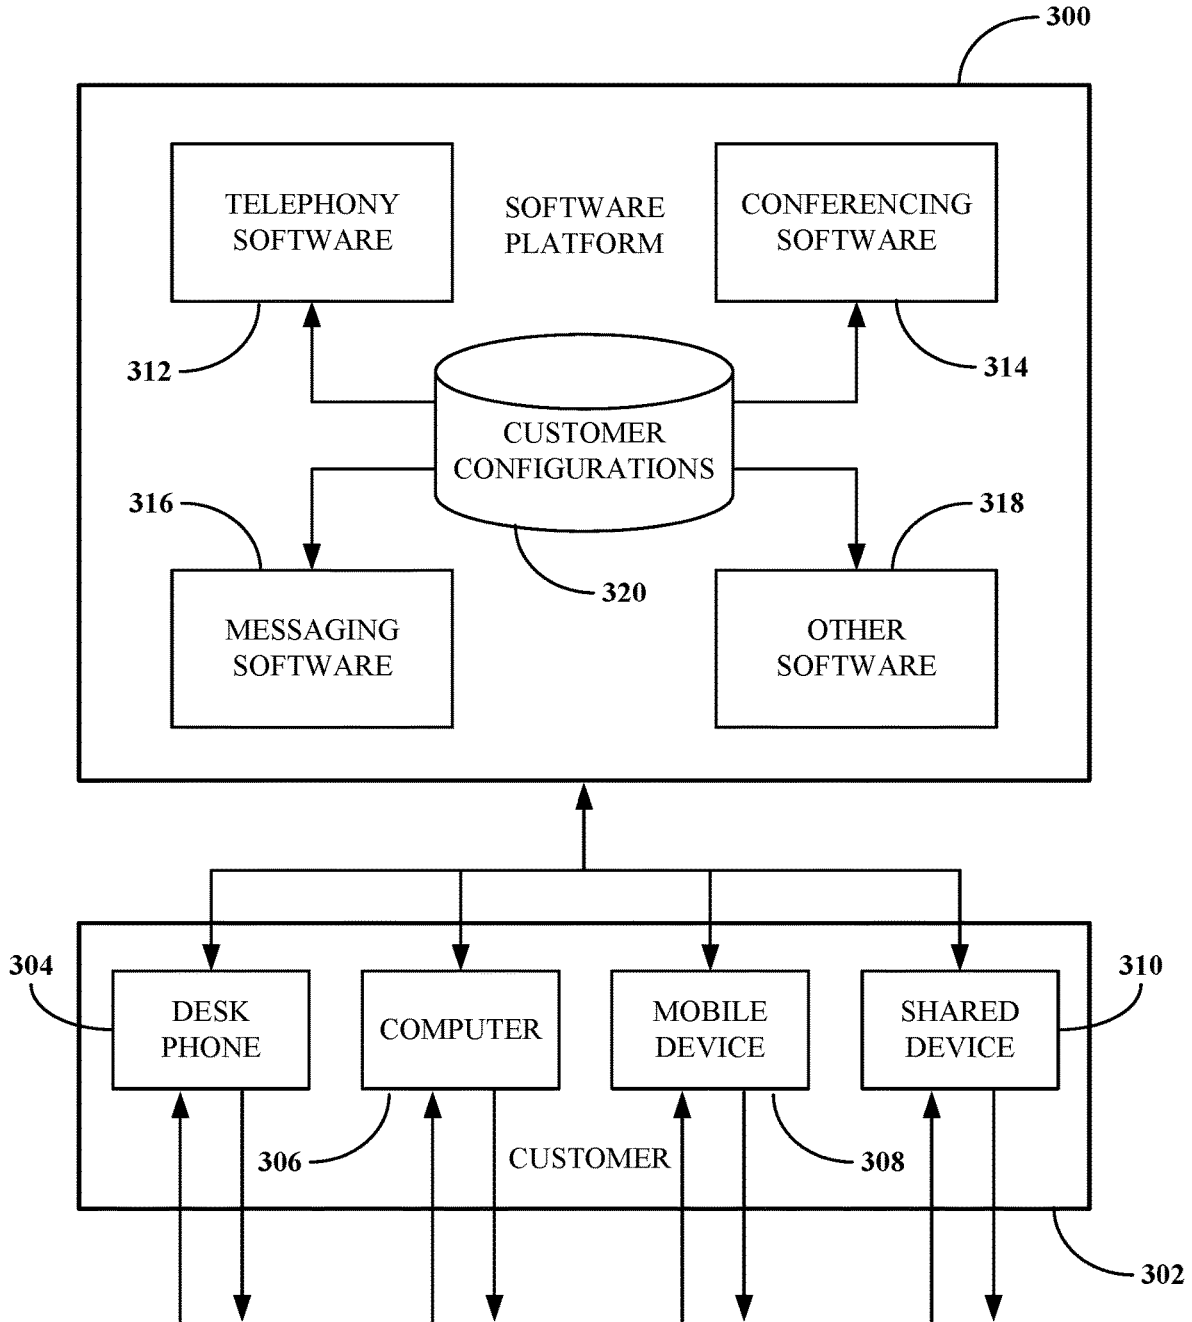 300
TELEPHONY
SOFTWARE
SOFTWARE
PLATFORM
CONFERENCING
SOFTWARE
312
314
CUSTOMER
CONFIGURATIONS
316
318
320
MESSAGING
SOFTWARE
OTHER
SOFTWARE
304
310
DESK
PHONE
COMPUTER
MOBILE
DEVICE
SHARED
DEVICE
306
CUSTOMER
308
302